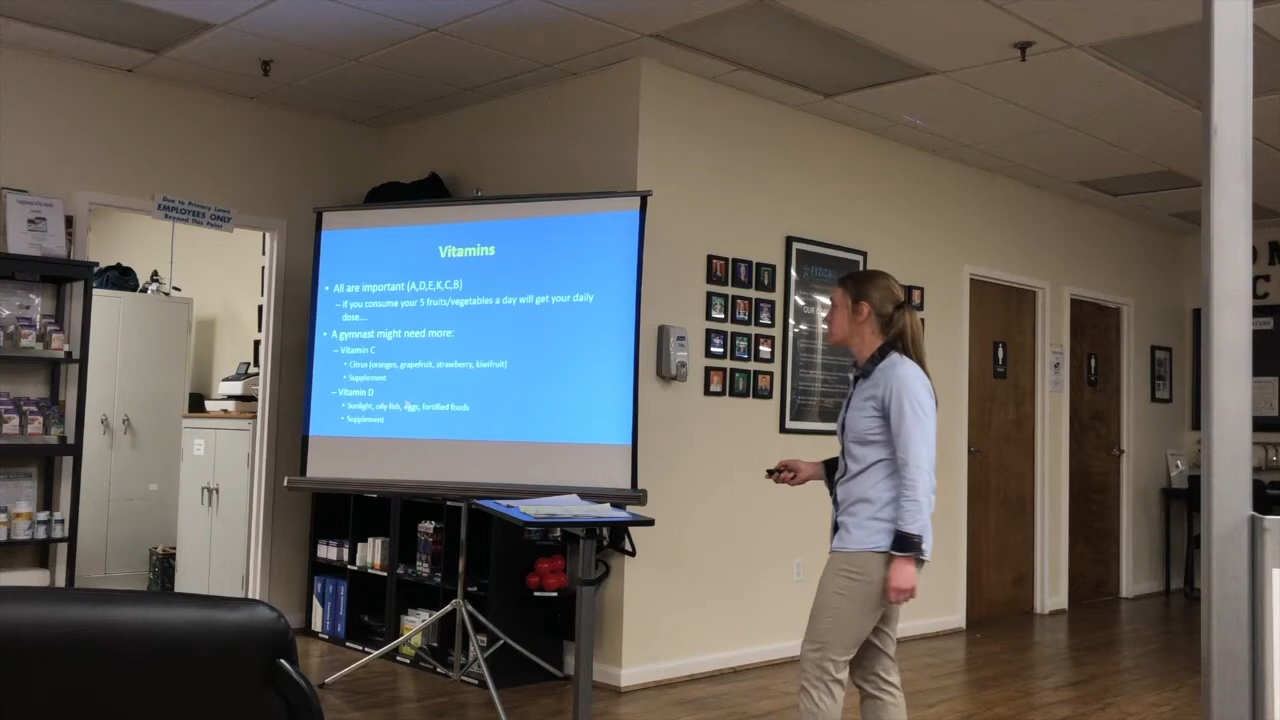 Due to Privacy Laws
EMPLOYEES ONLY
Beyond This Point
Vitamins
• All are important (A,D,E,K,C,B)
– if you consume your 5 fruits/vegetables a day will get your daily
dose....
• A gymnast might need more:
– Vitamin C
• Citrus (oranges, grapefruit, strawberry, kiwifruit)
• Supplement
– Vitamin D
• Sunlight, oily fish, eggs, fortified foods
• Supplement
OUR